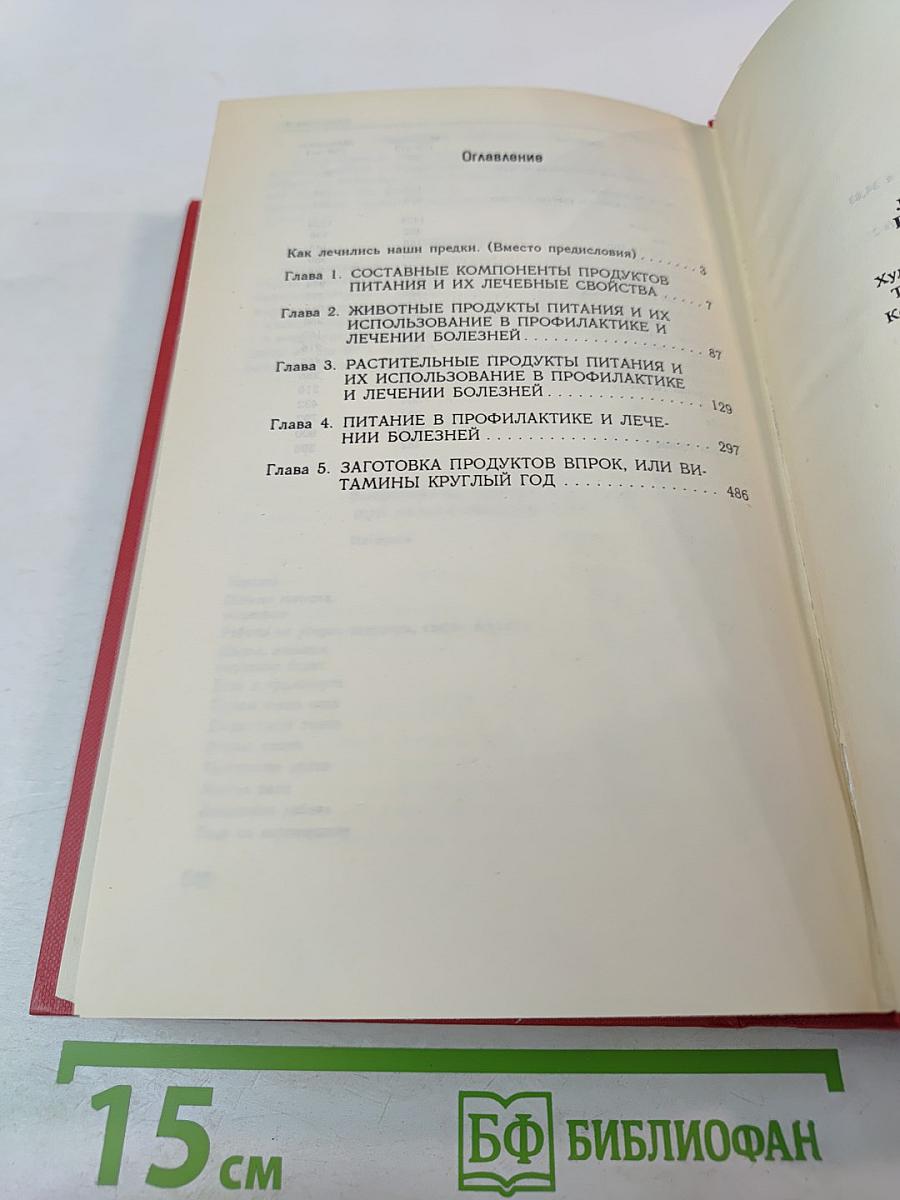 Оглавление
Как лечились наши предки. (Вместо предисловия) ....... 3
Глава 1. СОСТАВНЫЕ КОМПОНЕНТЫ ПРОДУКТОВ
ПИТАНИЯ И ИХ ЛЕЧЕБНЫЕ СВОЙСТВА ..... 7
Глава 2. ЖИВОТНЫЕ ПРОДУКТЫ ПИТАНИЯ И ИХ
ИСПОЛЬЗОВАНИЕ В ПРОФИЛАКТИКЕ И
ЛЕЧЕНИИ БОЛЕЗНЕЙ .................. 87
Глава 3. РАСТИТЕЛЬНЫЕ ПРОДУКТЫ ПИТАНИЯ И
ИХ ИСПОЛЬЗОВАНИЕ В ПРОФИЛАКТИКЕ
И ЛЕЧЕНИИ БОЛЕЗНЕЙ ................ 129
Глава 4. ПИТАНИЕ В ПРОФИЛАКТИКЕ И ЛЕЧЕ-
НИИ БОЛЕЗНЕЙ ..................... 297
Глава 5. ЗАГОТОВКА ПРОДУКТОВ ВПРОК, ИЛИ ВИ-
ТАМИНЫ КРУГЛЫЙ ГОД ............... 486
15 см
БФ БИБЛИОФАН